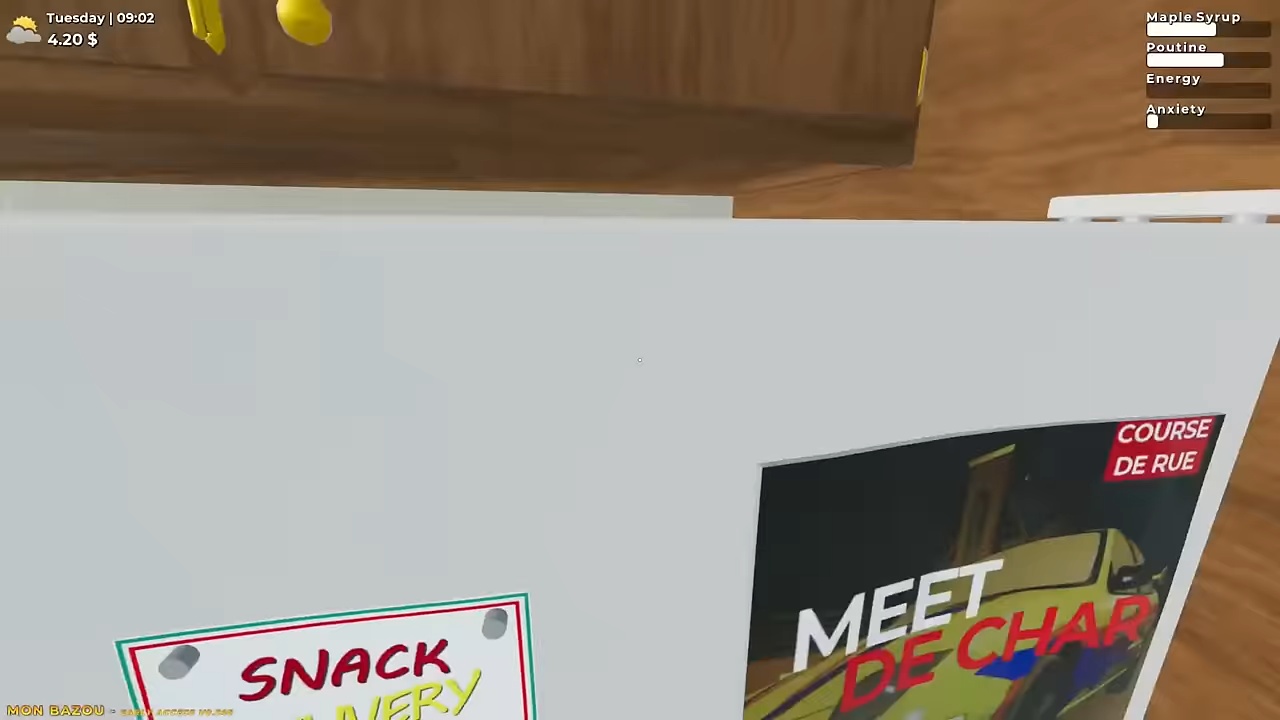 Tuesday | 09:02
4.20 $
Maple Syrup
Poutine
Energy
Anxiety
COURSE
DE RUE
MEET
DE CHAR
SNACK
MON BAZOU -